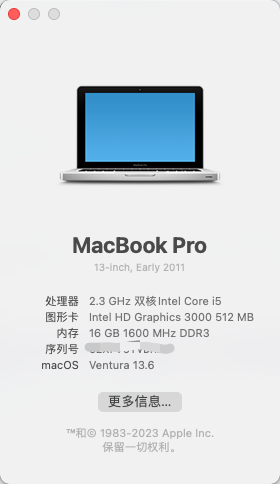 MacBook Pro
13-inch, Early 2011
处理器 2.3 GHz 双核Intel Core i5
图形卡 Intel HD Graphics 3000 512 MB
内存 16 GB 1600 MHz DDR3
序列号
macOS Ventura 13.6
更多信息...
™和© 1983-2023 Apple Inc.
保留一切权利。